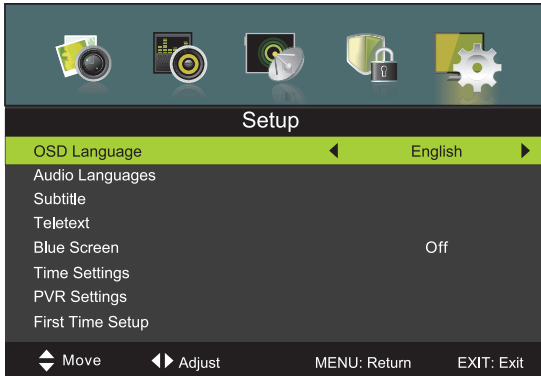 Setup
OSD Language English
Audio Languages
Subtitle
Teletext
Blue Screen Off
Time Settings
PVR Settings
First Time Setup
Move Adjust MENU: Return EXIT: Exit